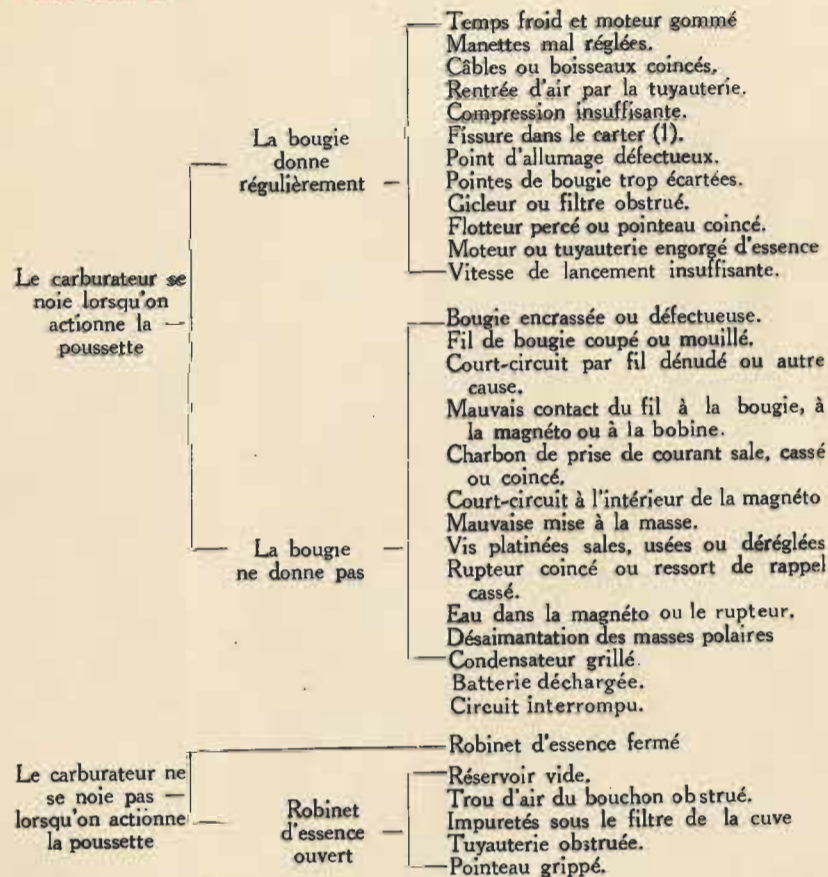 Le carburateur se
noie lorsqu'on
actionne la
poussette
La bougie
donne
régulièrement
Temps froid et moteur gommé
Manettes mal réglées.
Câbles ou boisseaux coincés.
Rentrée d'air par la tuyauterie.
Compression insuffisante.
Fissure dans le carter (1).
Point d'allumage défectueux.
Pointes de bougie trop écartées.
Gicleur ou filtre obstrué.
Flotteur percé ou pointeau coincé.
Moteur ou tuyauterie engorgé d'essence
Vitesse de lancement insuffisante.
La bougie
ne donne pas
Bougie encrassée ou défectueuse.
Fil de bougie coupé ou mouillé.
Court-circuit par fil dénudé ou autre
cause.
Mauvais contact du fil à la bougie, à
la magnéto ou à la bobine.
Charbon de prise de courant sale, cassé
ou coincé.
Court-circuit à l'intérieur de la magnéto
Mauvaise mise à la masse.
Vis platinées sales, usées ou déréglées
Rupteur coincé ou ressort de rappel
cassé.
Eau dans la magnéto ou le rupteur.
Désaimantation des masses polaires
Condensateur grillé.
Batterie déchargée.
Circuit interrompu.
Le carburateur ne
se noie pas
lorsqu'on actionne
la poussette
Robinet d'essence fermé
Robinet
d'essence
ouvert
Réservoir vide.
Trou d'air du bouchon obstrué.
Impuretés sous le filtre de la cuve
Tuyauterie obstruée.
Pointeau grippé.